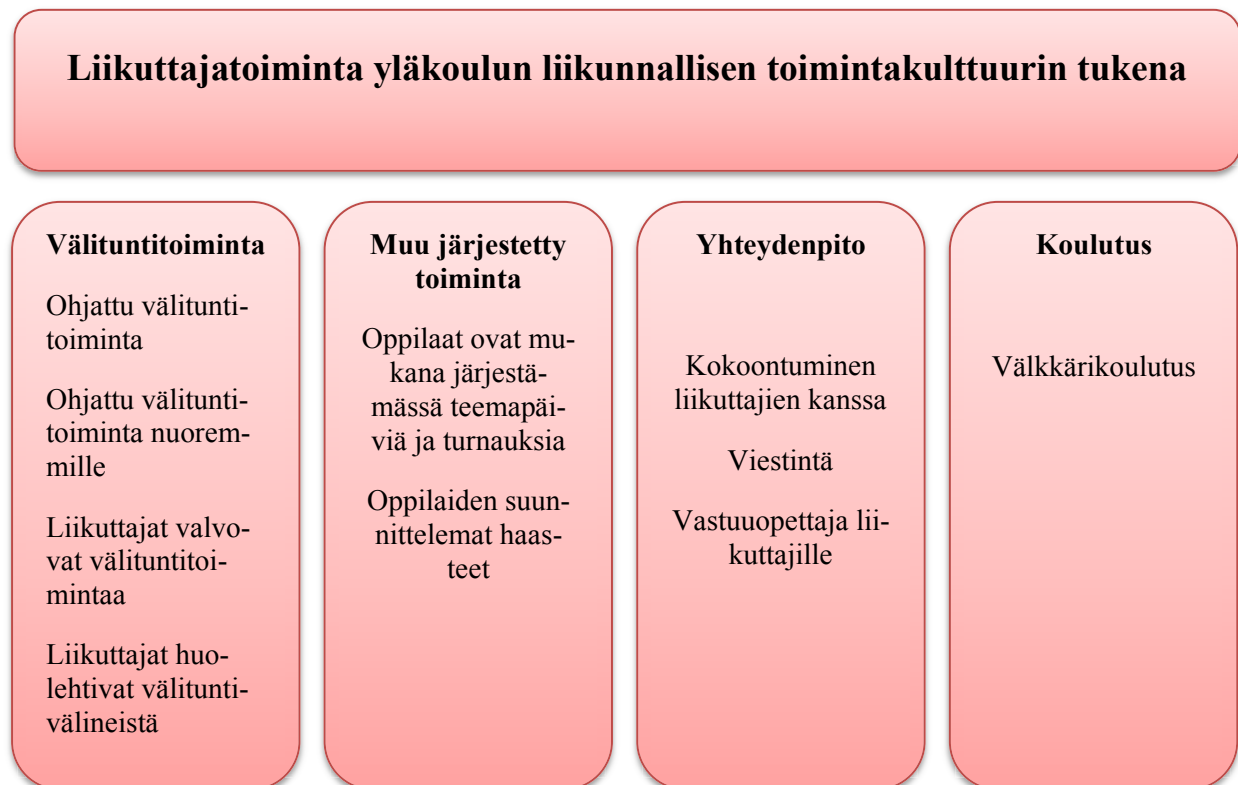 Liikuttajatoiminta yläkoulun liikunnallisen toimintakulttuurin tukena
Välituntitoiminta
Ohjattu välitunti-
toiminta
Ohjattu välitunti-
toiminta nuorem-
mille
Liikuttajat valvo-
vat välituntitoi-
mintaa
Liikuttajat huo-
lehtivat välitunti-
välineistä
Muu järjestetty
toiminta
Oppilaat ovat mu-
kana järjestä-
mässä teemapäi-
viä ja turnauksia
Oppilaiden suun-
nittelemat haas-
teet
Yhteydenpito
Kokoontuminen
liikuttajien kanssa
Viestintä
Vastuuopettaja lii-
kuttajille
Koulutus
Välkkärikoulutus